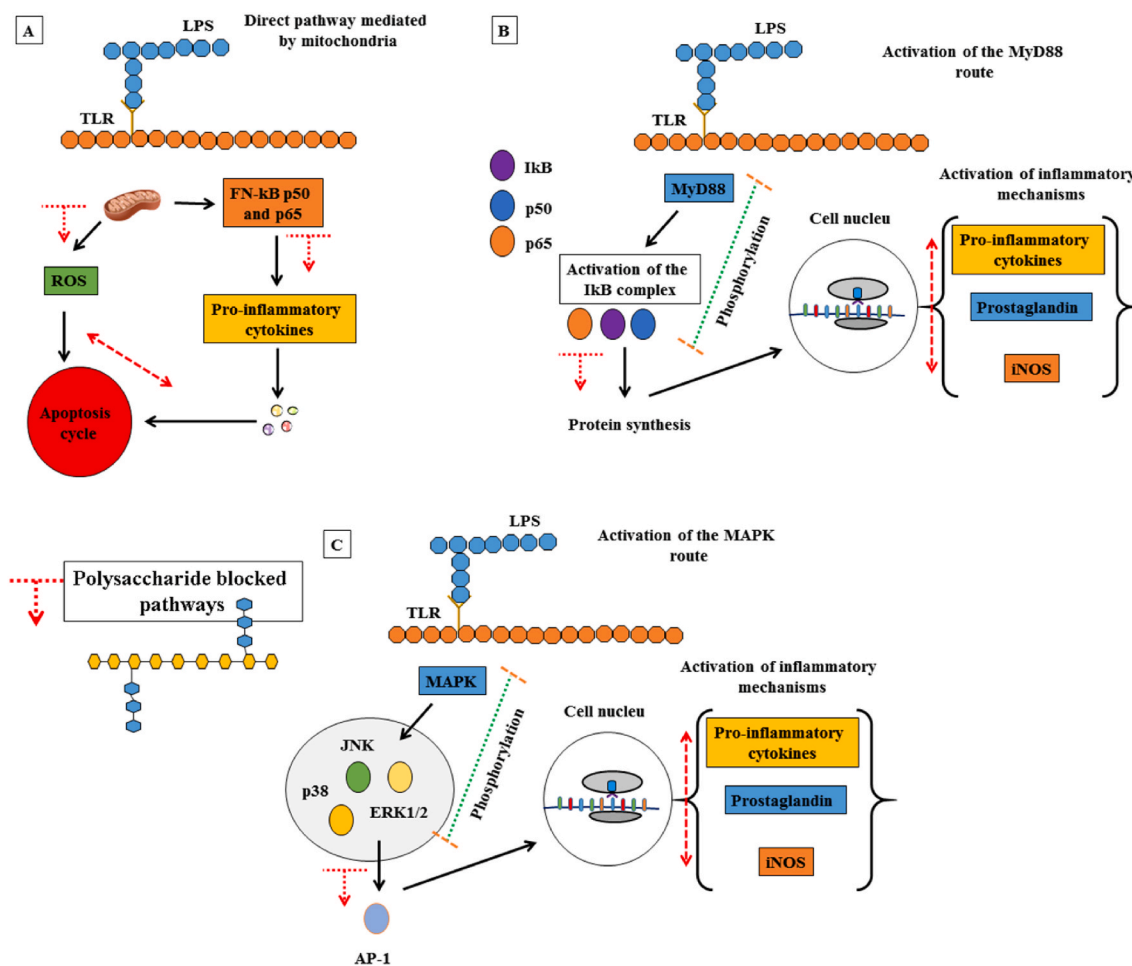 A
LPS
Direct pathway mediated
by mitochondria
TLR
FN-kB p50
and p65
ROS
Pro-inflammatory
cytokines
Apoptosis
cycle
B
LPS
Activation of the MyD88
route
TLR
IkB
p50
p65
MyD88
Phosphorylation
Activation of the
IkB complex
Protein synthesis
Cell nucleu
Activation of inflammatory
mechanisms
Pro-inflammatory
cytokines
Prostaglandin
iNOS
Polysaccharide blocked
pathways
C
LPS
Activation of the MAPK
route
TLR
MAPK
Phosphorylation
JNK
p38
ERK1/2
AP-1
Cell nucleu
Activation of inflammatory
mechanisms
Pro-inflammatory
cytokines
Prostaglandin
iNOS